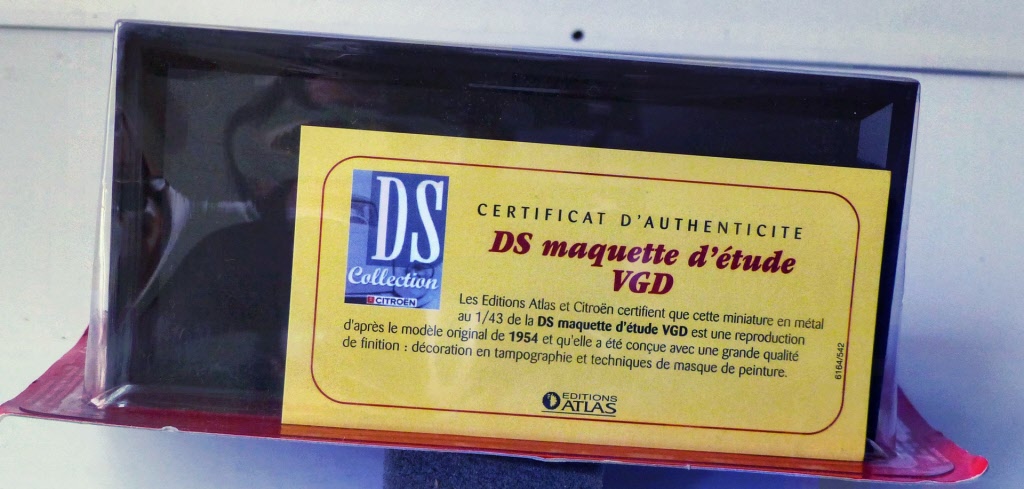 DS
Collection
CITROËN
CERTIFICAT D'AUTHENTICITE
DS maquette d'étude
VGD
Les Editions Atlas et Citroën certifient que cette miniature en métal
au 1/43 de la DS maquette d'étude VGD est une reproduction
d'après le modèle original de 1954 et qu'elle a été conçue avec une grande qualité
de finition : décoration en tampographie et techniques de masque de peinture.
6164/542
EDITIONS
ATLAS